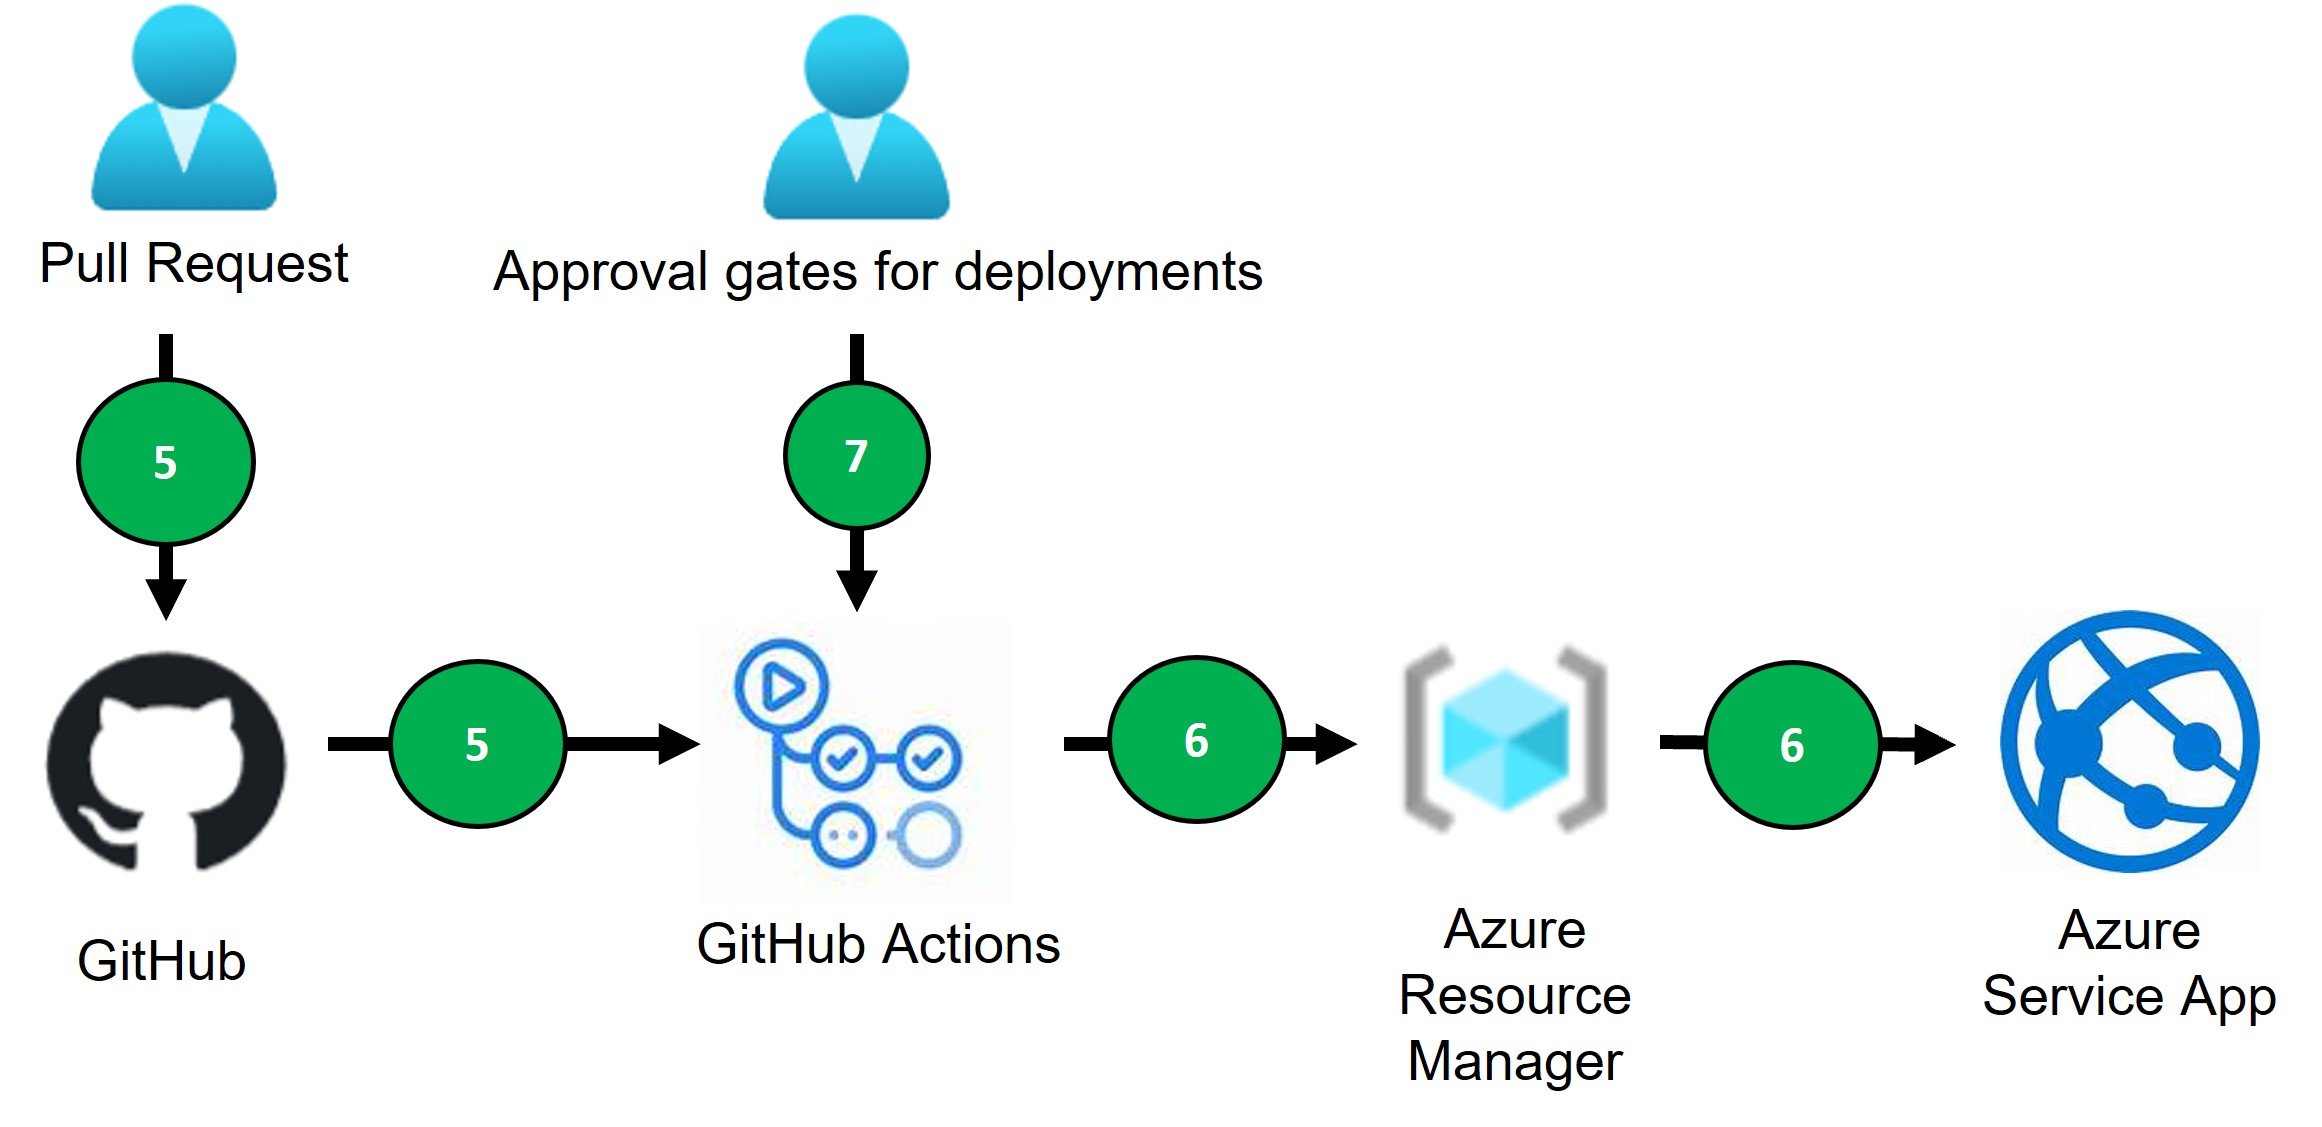 Pull Request
Approval gates for deployments
5
7
5
6
6
GitHub
GitHub Actions
Azure
Resource
Manager
Azure
Service App